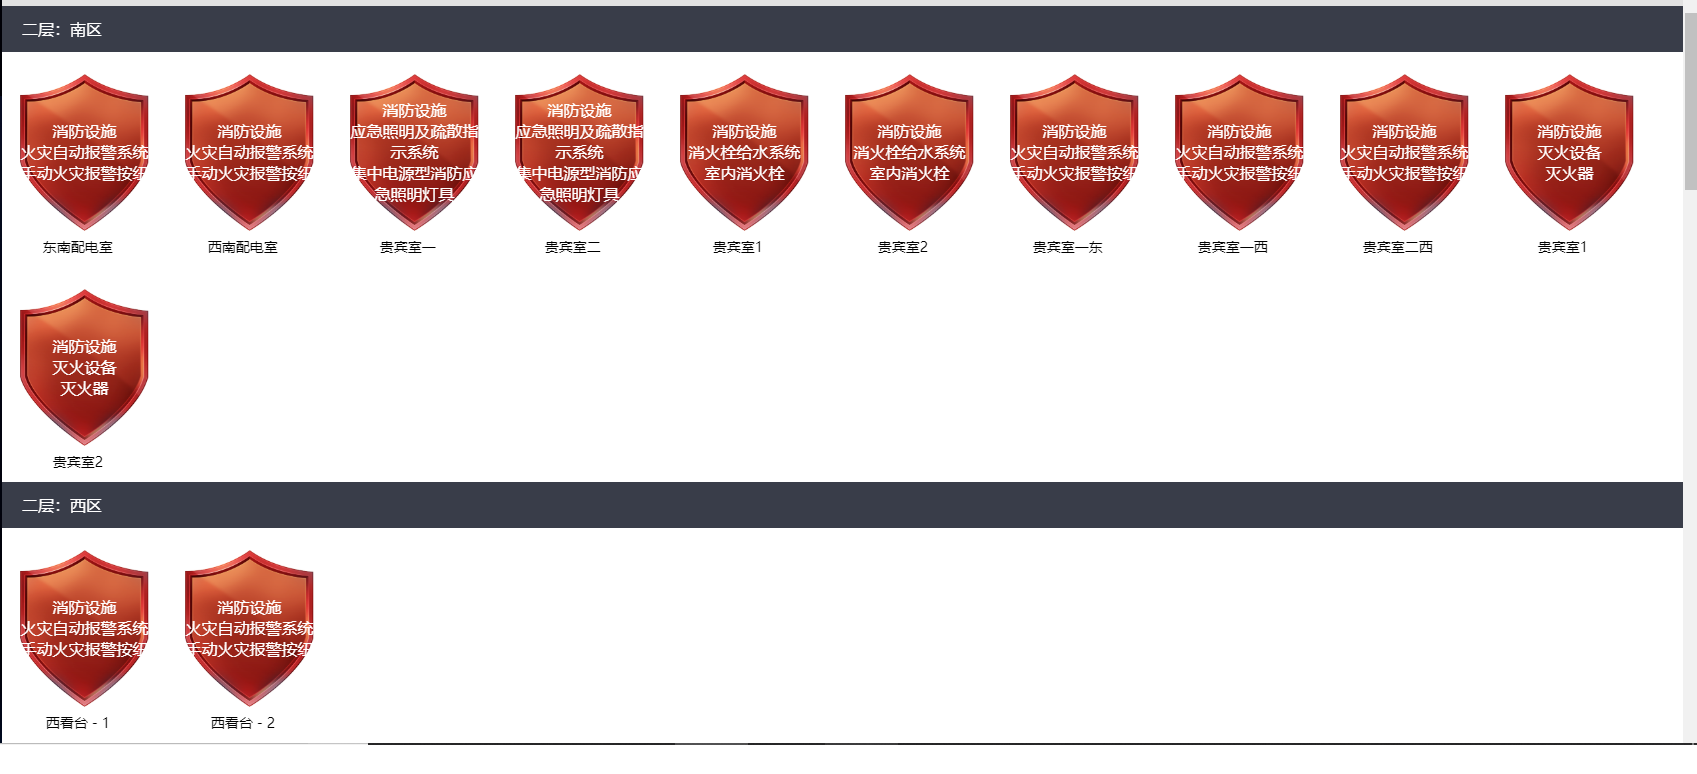 二层：南区
消防设施
火灾自动报警系统
手动火灾报警按钮
东南配电室
消防设施
火灾自动报警系统
手动火灾报警按钮
西南配电室
消防设施
应急照明及疏散指
示系统
集中电源型消防应
急照明灯具
贵宾室一
消防设施
应急照明及疏散指
示系统
集中电源型消防应
急照明灯具
贵宾室二
消防设施
消火栓给水系统
室内消火栓
贵宾室1
消防设施
消火栓给水系统
室内消火栓
贵宾室2
消防设施
火灾自动报警系统
手动火灾报警按钮
贵宾室一东
消防设施
火灾自动报警系统
手动火灾报警按钮
贵宾室一西
消防设施
火灾自动报警系统
手动火灾报警按钮
贵宾室二西
消防设施
灭火设备
灭火器
贵宾室1
消防设施
灭火设备
灭火器
贵宾室2
二层：西区
消防设施
火灾自动报警系统
手动火灾报警按钮
西看台 - 1
消防设施
火灾自动报警系统
手动火灾报警按钮
西看台 - 2